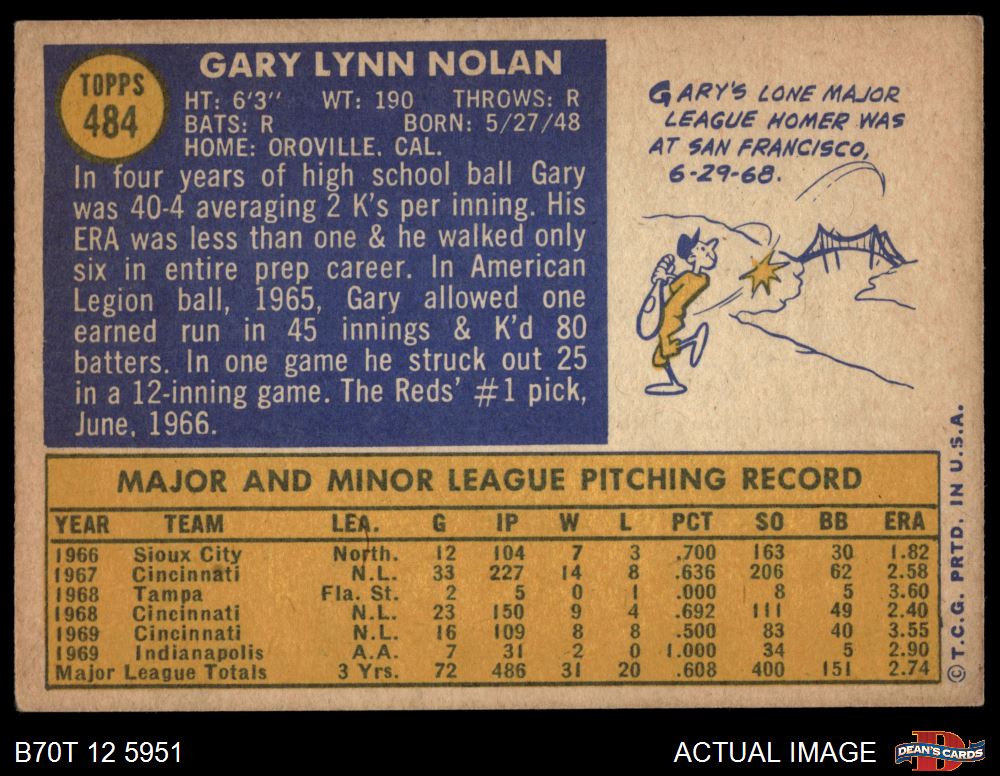 TOPPS
484
GARY LYNN NOLAN
HT: 6'3" WT: 190 THROWS: R
BATS: R BORN: 5/27/48
HOME: OROVILLE, CAL.
In four years of high school ball Gary
was 40-4 averaging 2 K's per inning. His
ERA was less than one & he walked only
six in entire prep career. In American
Legion ball, 1965, Gary allowed one
earned run in 45 innings & K'd 80
batters. In one game he struck out 25
in a 12-inning game. The Reds' #1 pick,
June, 1966.
GARY'S LONE MAJOR
LEAGUE HOMER WAS
AT SAN FRANCISCO,
6-29-68.
MAJOR AND MINOR LEAGUE PITCHING RECORD
YEAR TEAM LEA. G IP W L PCT SO BB ERA
1966 Sioux City North. 12 104 7 3 .700 163 30 1.82
1967 Cincinnati N.L. 33 227 14 8 .636 206 62 2.58
1968 Tampa Fla. St. 2 5 0 1 .000 8 5 3.60
1968 Cincinnati N.L. 23 150 9 4 .692 111 49 2.40
1969 Cincinnati N.L. 16 109 8 8 .500 83 40 3.55
1969 Indianapolis A.A. 7 31 2 0 1.000 34 5 2.90
Major League Totals 3 Yrs. 72 486 31 20 .608 400 151 2.74
© T.C.G. PRTD. IN U.S.A.
B70T 12 5951
ACTUAL IMAGE
DEAN'S CARDS